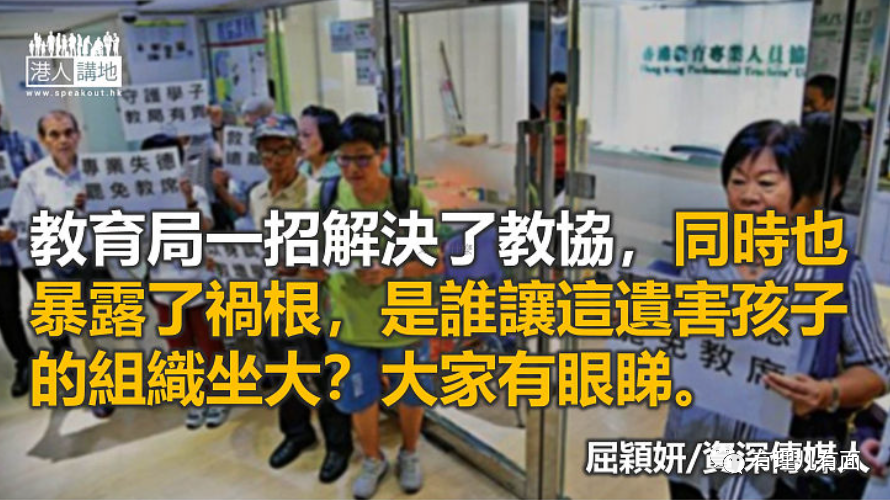 港人講地
www.speakout.hk
守護學子
教局有責
專業失德
罷免教席
香港教育專業人員協
Hong Kong Professional Teachers' U
教育局一招解決了教協，同時也
暴露了禍根，是誰讓這遺害孩子
的組織坐大？大家有眼睇。
教席
屈穎妍/資深傳媒人